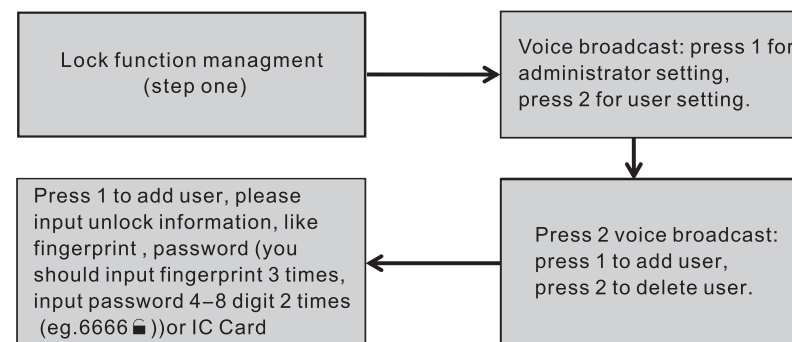 Lock function managment
(step one)
Voice broadcast: press 1 for
administrator setting,
press 2 for user setting.
Press 2 voice broadcast:
press 1 to add user,
press 2 to delete user.
Press 1 to add user, please
input unlock information, like
fingerprint , password (you
should input fingerprint 3 times,
input password 4–8 digit 2 times
(eg.6666🔒))or IC Card